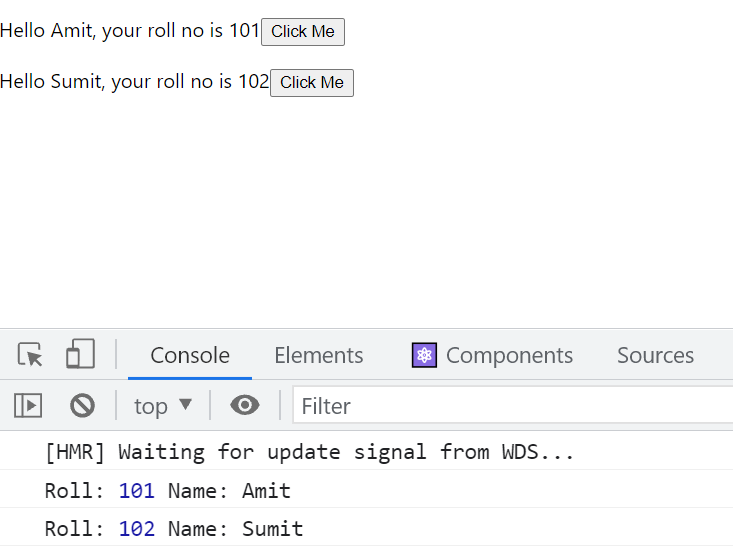 Hello Amit, your roll no is 101 Click Me
Hello Sumit, your roll no is 102 Click Me
Console Elements Components Sources
top Filter
[HMR] Waiting for update signal from WDS...
Roll: 101 Name: Amit
Roll: 102 Name: Sumit